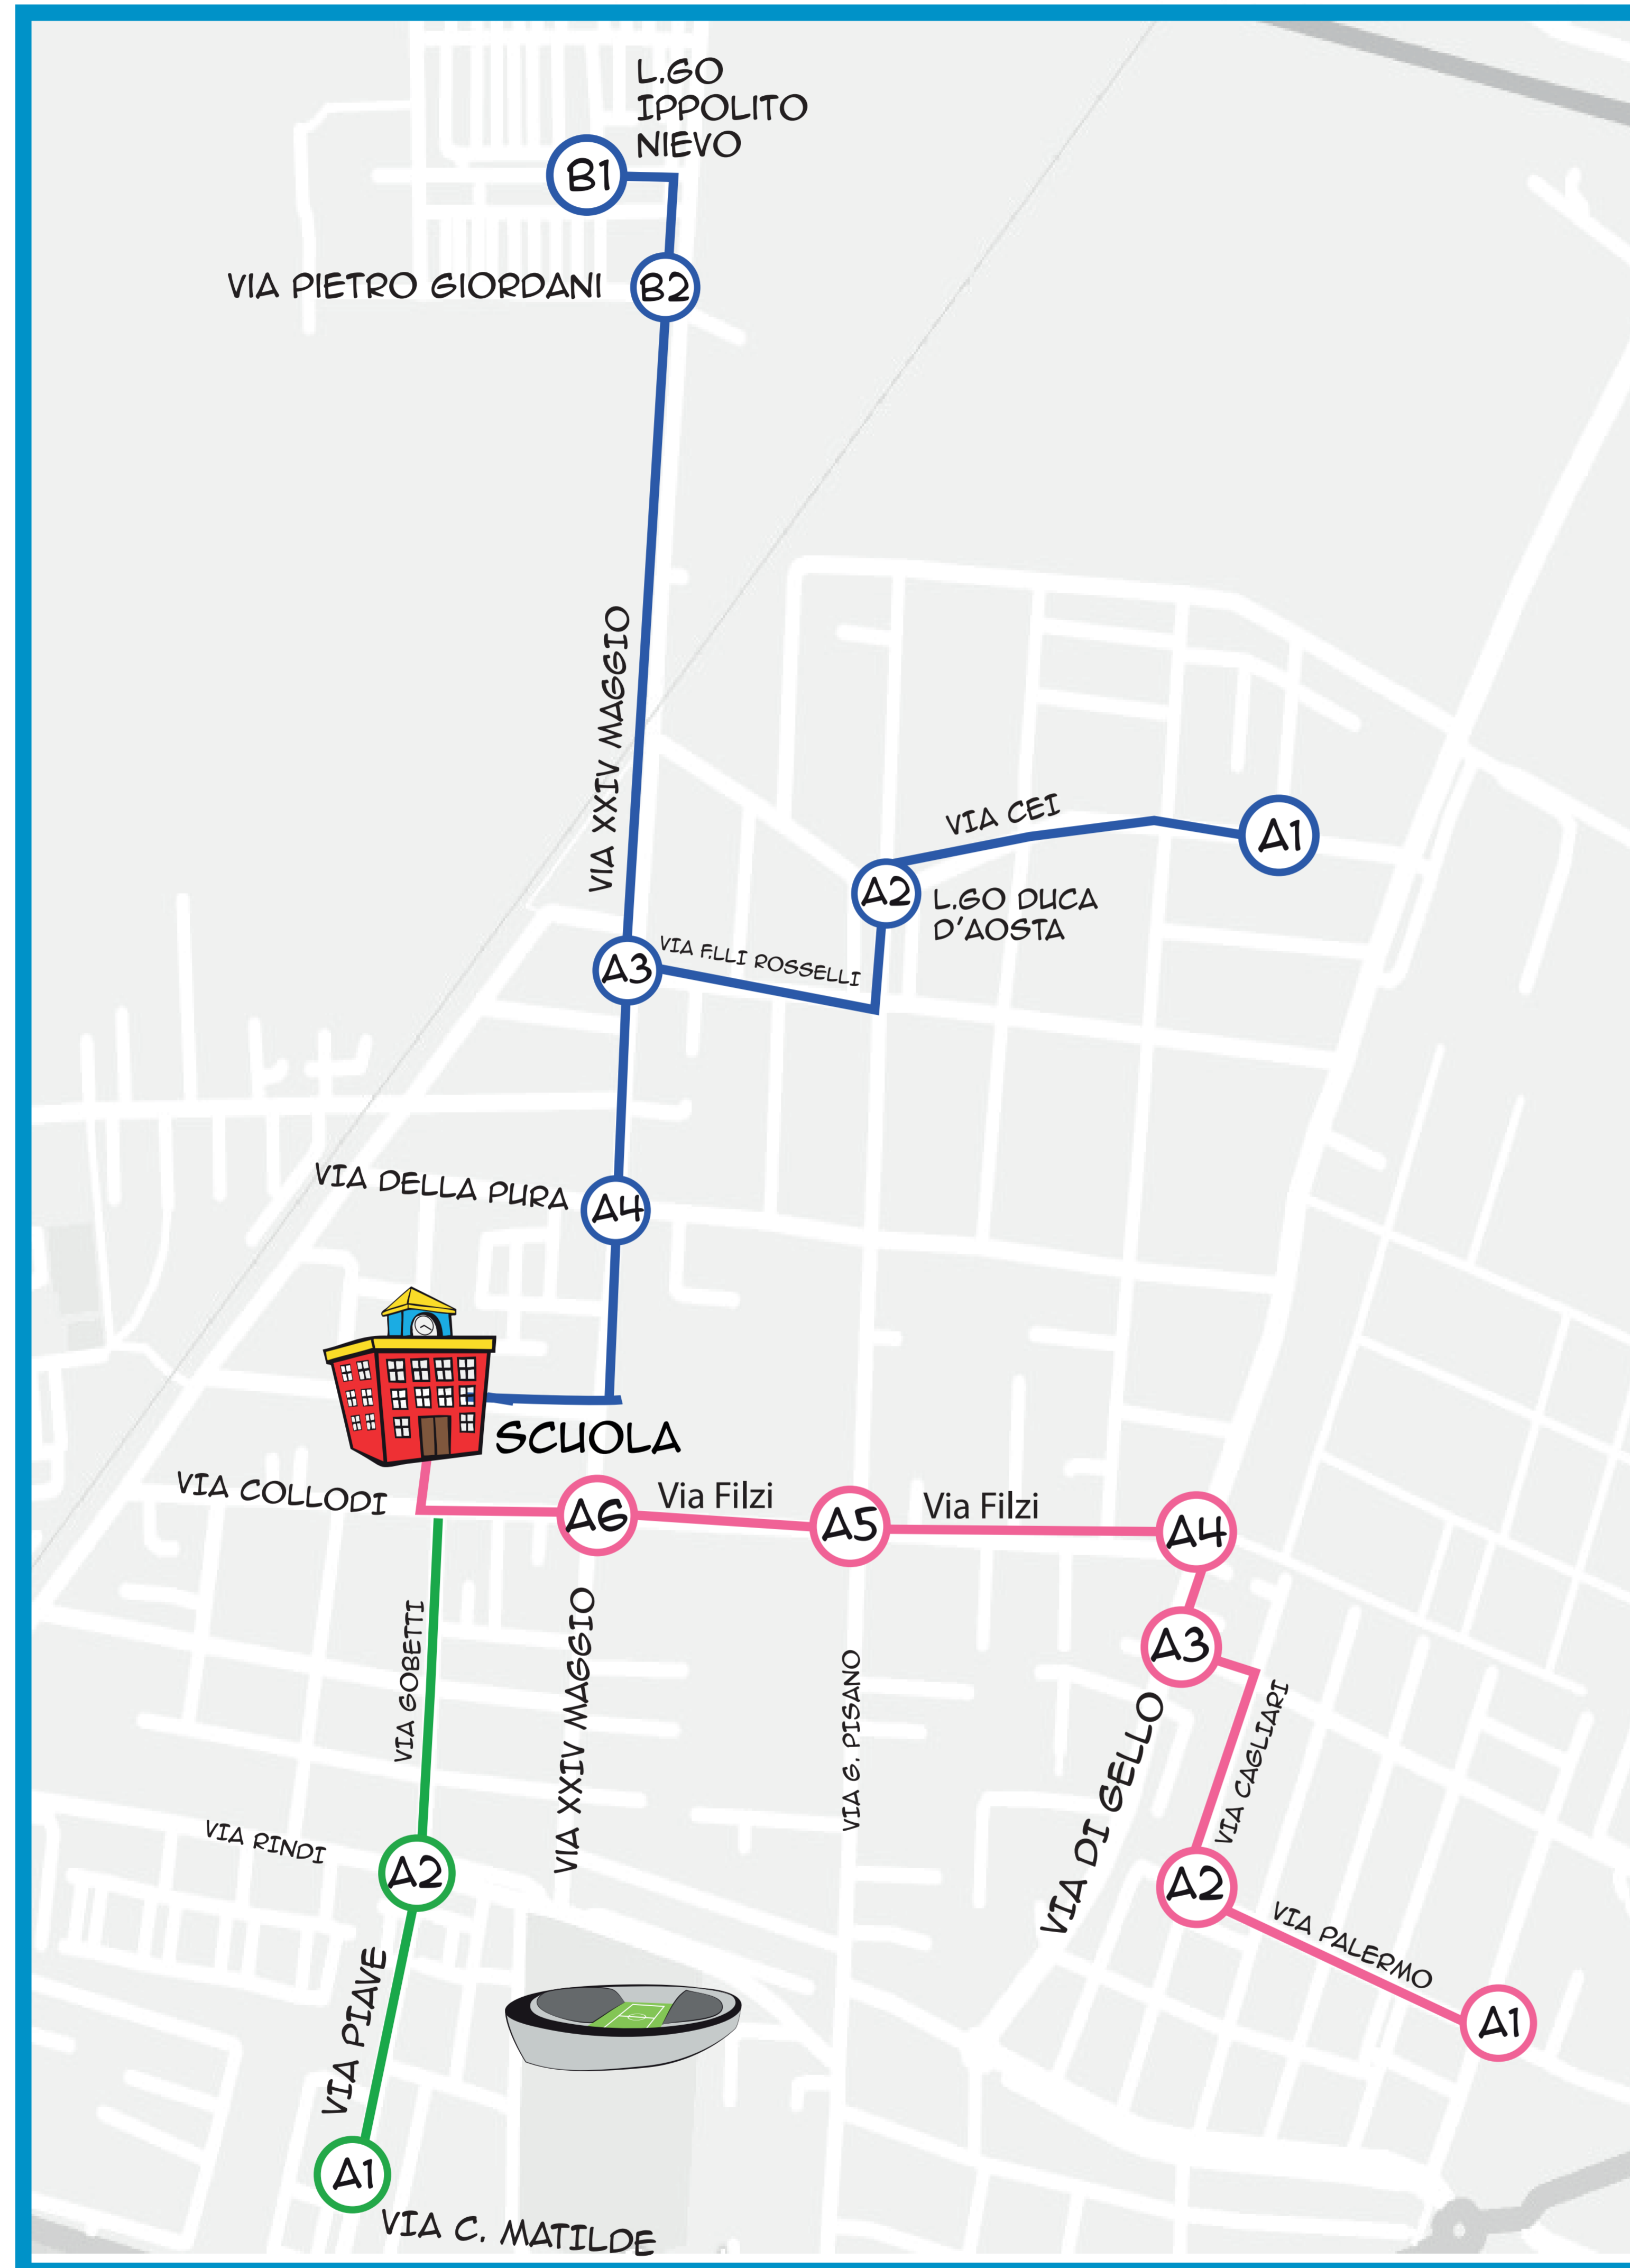 L.GO
IPPOLITO
NIEVO
B1
VIA PIETRO GIORDANI
B2
VIA XXIV MAGGIO
VIA CEI
A1
A2
L.GO DUCA
D'AOSTA
A3
VIA F.LLI ROSSELLI
VIA DELLA PURA
A4
SCUOLA
VIA COLLODI
A6
Via Filzi
A5
Via Filzi
A4
A3
VIA GOBETTI
VIA XXIV MAGGIO
VIA G. PISANO
VIA DI GELLO
VIA CAGLIARI
VIA RINDI
A2
A2
VIA PALERMO
VIA PIAVE
A1
A1
VIA C. MATILDE